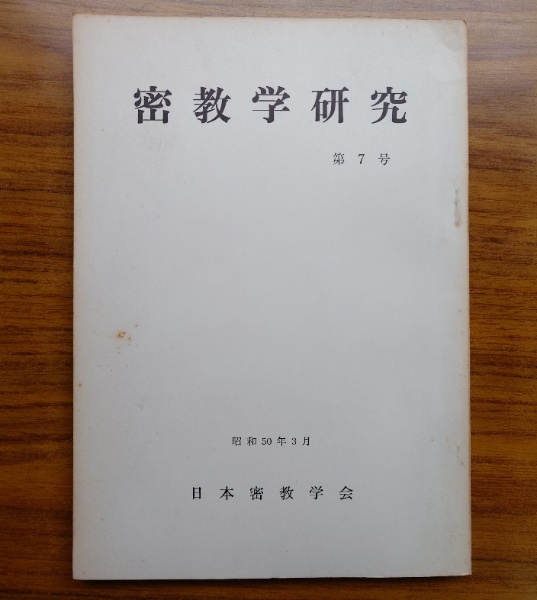 密教学研究
第7号
昭和50年3月
日本密教学会